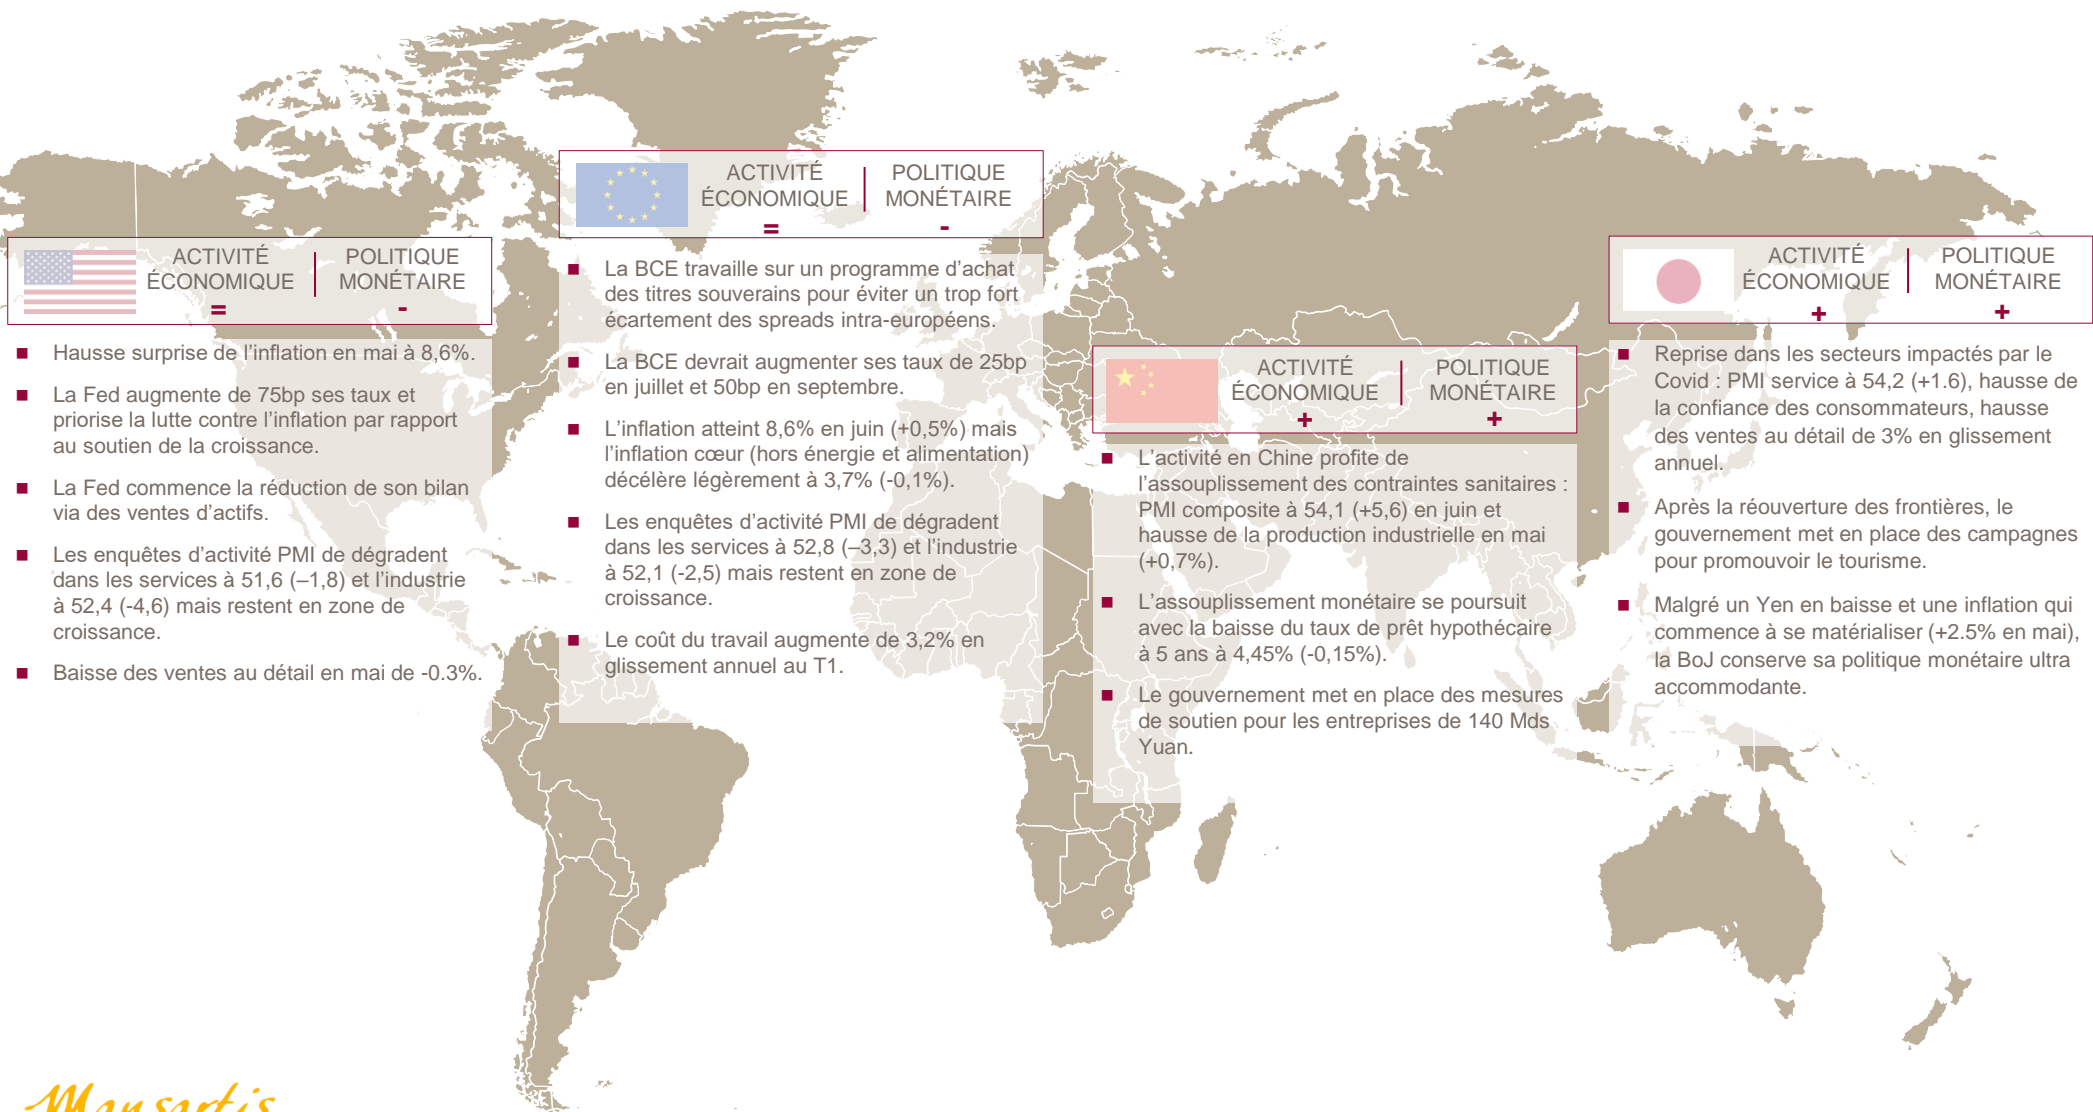 ACTIVITÉ
ÉCONOMIQUE
=
POLITIQUE
MONÉTAIRE
-
Hausse surprise de l’inflation en mai à 8,6%.
La Fed augmente de 75bp ses taux et
priorise la lutte contre l’inflation par rapport
au soutien de la croissance.
La Fed commence la réduction de son bilan
via des ventes d’actifs.
Les enquêtes d’activité PMI de dégradent
dans les services à 51,6 (–1,8) et l’industrie
à 52,4 (-4,6) mais restent en zone de
croissance.
Baisse des ventes au détail en mai de -0.3%.
ACTIVITÉ
ÉCONOMIQUE
=
POLITIQUE
MONÉTAIRE
-
La BCE travaille sur un programme d’achat
des titres souverains pour éviter un trop fort
écartement des spreads intra-européens.
La BCE devrait augmenter ses taux de 25bp
en juillet et 50bp en septembre.
L’inflation atteint 8,6% en juin (+0,5%) mais
l’inflation cœur (hors énergie et alimentation)
décélère légèrement à 3,7% (-0,1%).
Les enquêtes d’activité PMI de dégradent
dans les services à 52,8 (–3,3) et l’industrie
à 52,1 (-2,5) mais restent en zone de
croissance.
Le coût du travail augmente de 3,2% en
glissement annuel au T1.
ACTIVITÉ
ÉCONOMIQUE
+
POLITIQUE
MONÉTAIRE
+
L’activité en Chine profite de
l’assouplissement des contraintes sanitaires :
PMI composite à 54,1 (+5,6) en juin et
hausse de la production industrielle en mai
(+0,7%).
L’assouplissement monétaire se poursuit
avec la baisse du taux de prêt hypothécaire
à 5 ans à 4,45% (-0,15%).
Le gouvernement met en place des mesures
de soutien pour les entreprises de 140 Mds
Yuan.
ACTIVITÉ
ÉCONOMIQUE
+
POLITIQUE
MONÉTAIRE
+
Reprise dans les secteurs impactés par le
Covid : PMI service à 54,2 (+1.6), hausse de
la confiance des consommateurs, hausse
des ventes au détail de 3% en glissement
annuel.
Après la réouverture des frontières, le
gouvernement met en place des campagnes
pour promouvoir le tourisme.
Malgré un Yen en baisse et une inflation qui
commence à se matérialiser (+2.5% en mai),
la BoJ conserve sa politique monétaire ultra
accommodante.
Mansartis